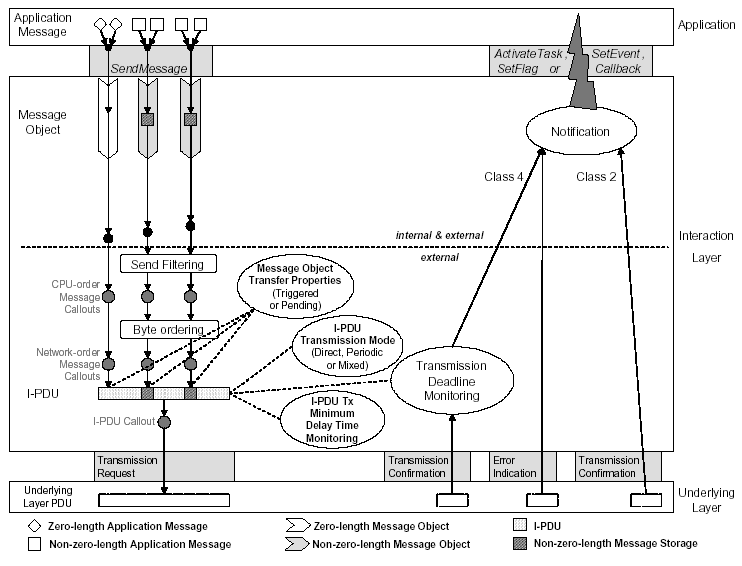 Application
Message
Application
SendMessage
ActivateTask, SetEvent,
SetFlag or Callback
Message
Object
Notification
Class 4
Class 2
internal & external
external
Interaction
Layer
Send Filtering
CPU-order
Message
Callouts
Message Object
Transfer Properties
(Triggered
or Pending)
Byte ordering
I-PDU
Transmission Mode
(Direct, Periodic
or Mixed)
Network-order
Message
Callouts
Transmission
Deadline
Monitoring
I-PDU
I-PDU Tx
Minimum
Delay Time
Monitoring
I-PDU Callout
Transmission
Request
Transmission
Confirmation
Error
Indication
Transmission
Confirmation
Underlying
Layer PDU
Underlying
Layer
Zero-length Application Message
Zero-length Message Object
I-PDU
Non-zero-length Application Message
Non-zero-length Message Object
Non-zero-length Message Storage